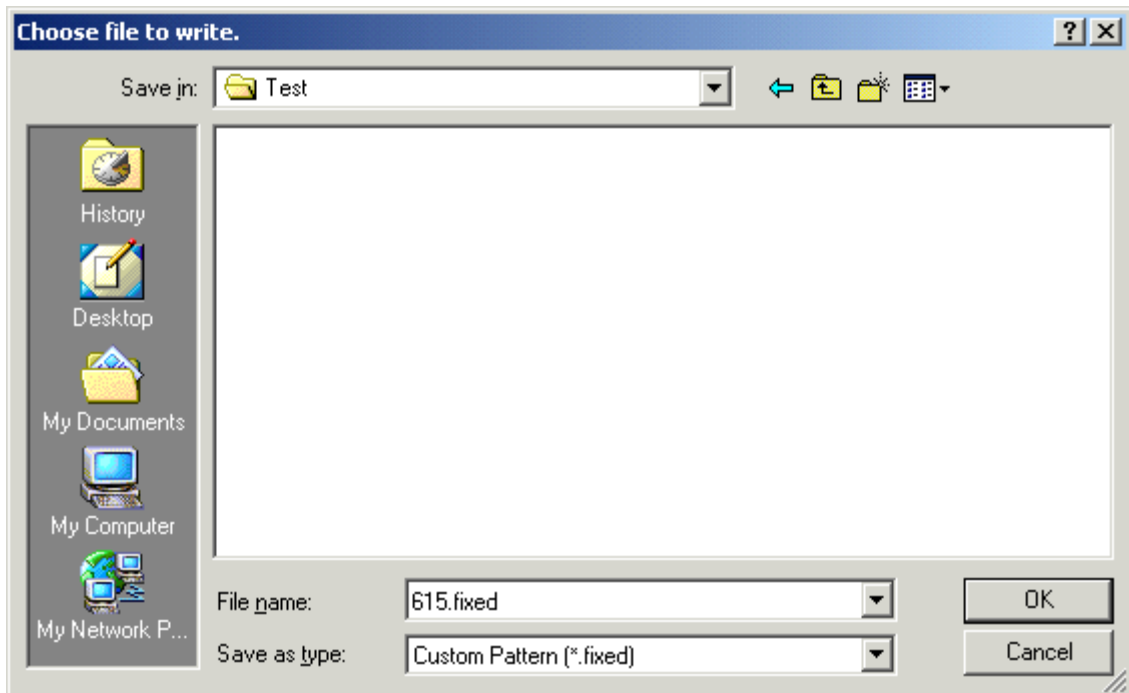 Choose file to write.
Save in: Test
History
Desktop
My Documents
My Computer
My Network P...
File name: 615.fixed OK
Save as type: Custom Pattern (*.fixed) Cancel